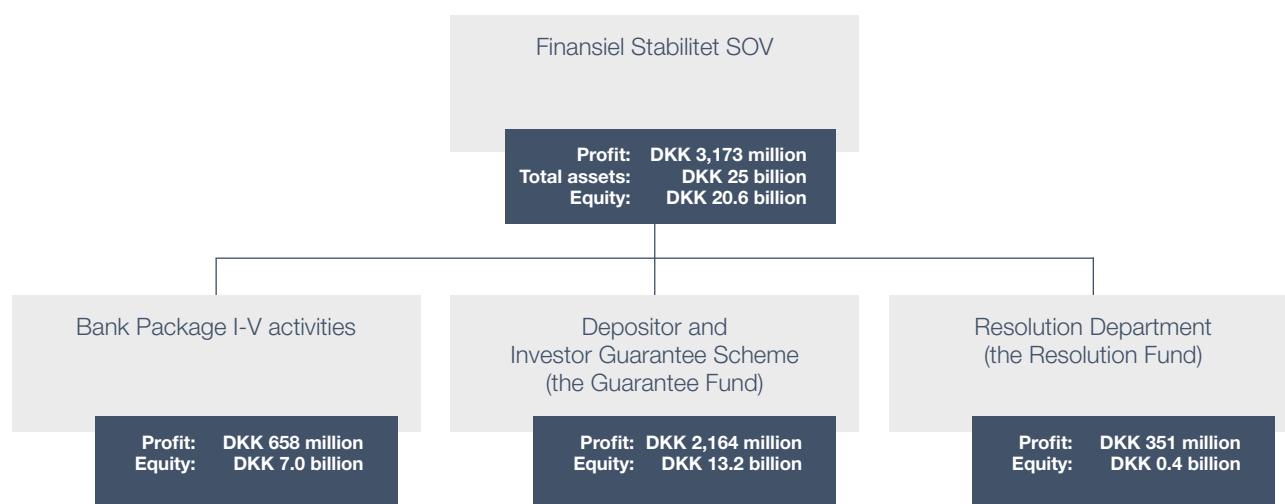 Finansiel Stabilitet SOV
Profit: DKK 3,173 million
Total assets: DKK 25 billion
Equity: DKK 20.6 billion
Bank Package I-V activities
Profit: DKK 658 million
Equity: DKK 7.0 billion
Depositor and
Investor Guarantee Scheme
(the Guarantee Fund)
Profit: DKK 2,164 million
Equity: DKK 13.2 billion
Resolution Department
(the Resolution Fund)
Profit: DKK 351 million
Equity: DKK 0.4 billion